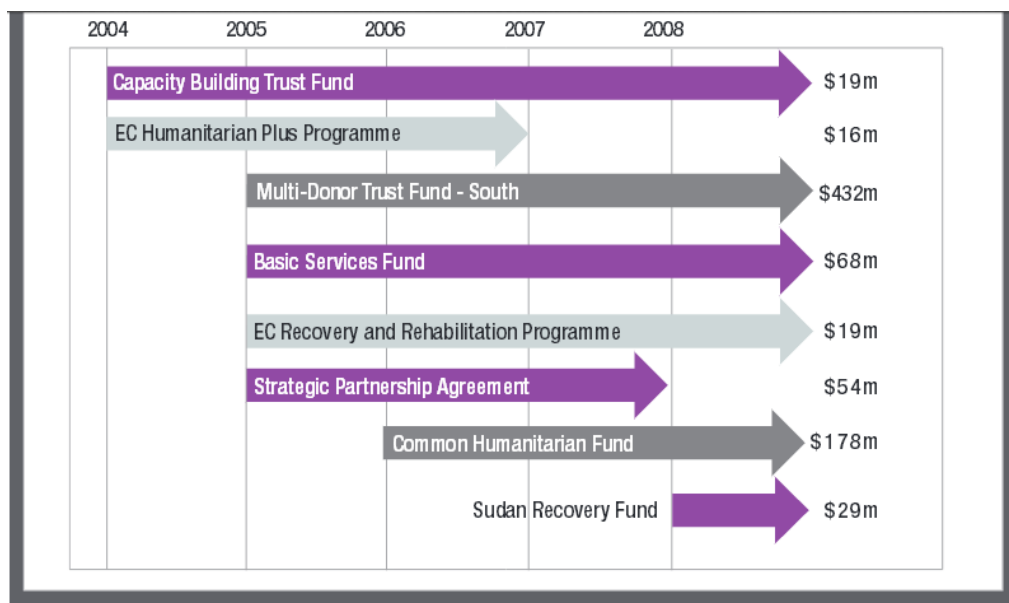 2004 2005 2006 2007 2008
Capacity Building Trust Fund $19m
EC Humanitarian Plus Programme $16m
Multi-Donor Trust Fund - South $432m
Basic Services Fund $68m
EC Recovery and Rehabilitation Programme $19m
Strategic Partnership Agreement $54m
Common Humanitarian Fund $178m
Sudan Recovery Fund $29m